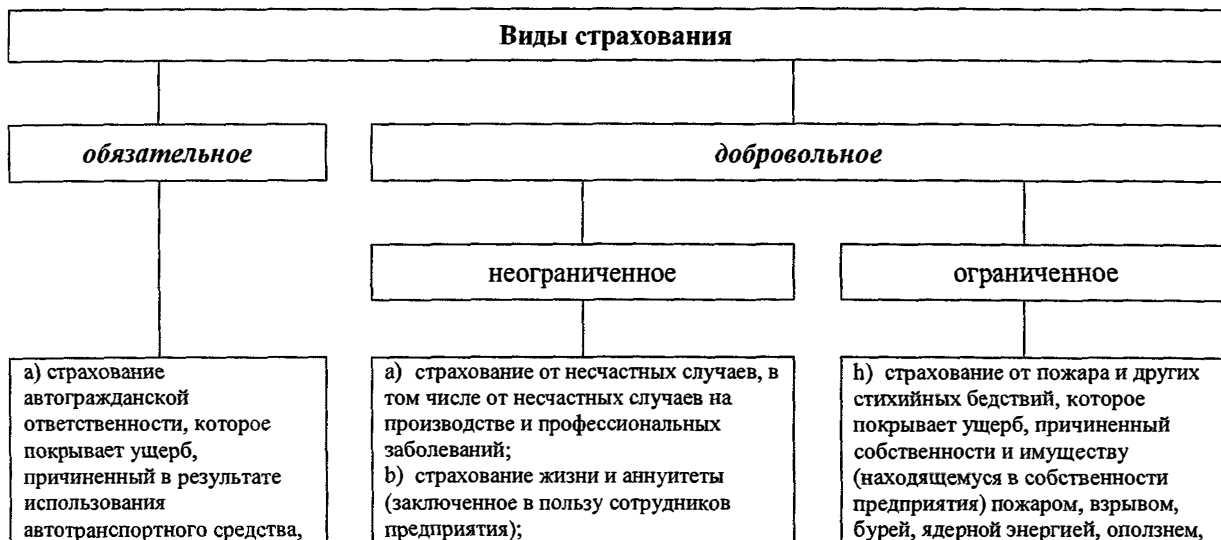 Виды страхования
обязательное
добровольное
неограниченное
ограниченное
a) страхование
автогражданской
ответственности, которое
покрывает ущерб,
причиненный в результате
использования
автотранспортного средства,
a) страхование от несчастных случаев, в
том числе от несчастных случаев на
производстве и профессиональных
заболеваний;
b) страхование жизни и аннуитеты
(заключенное в пользу сотрудников
предприятия);
h) страхование от пожара и других
стихийных бедствий, которое
покрывает ущерб, причиненный
собственности и имуществу
(находящемуся в собственности
предприятия) пожаром, взрывом,
бурей, ядерной энергией, оползнем,